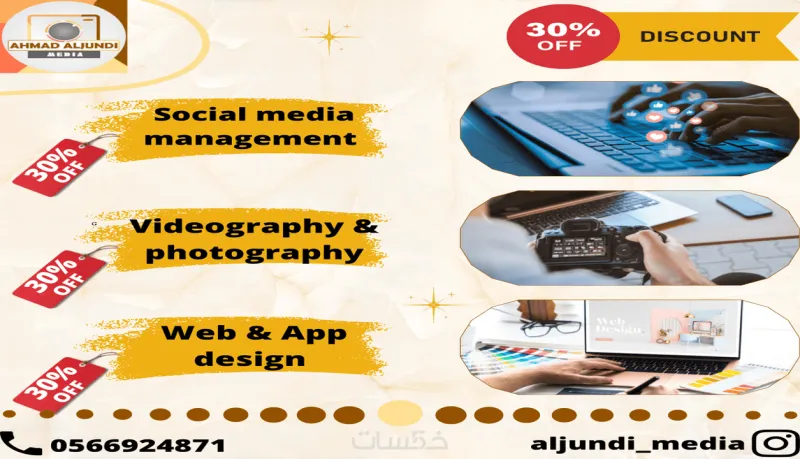 AHMAD ALJUNDI
MEDIA
30%
OFF
DISCOUNT
Social media
management
30%
OFF
Videography &
photography
30%
OFF
Web & App
design
30%
OFF
Web
Design
0566924871
خمسات
aljundi_media